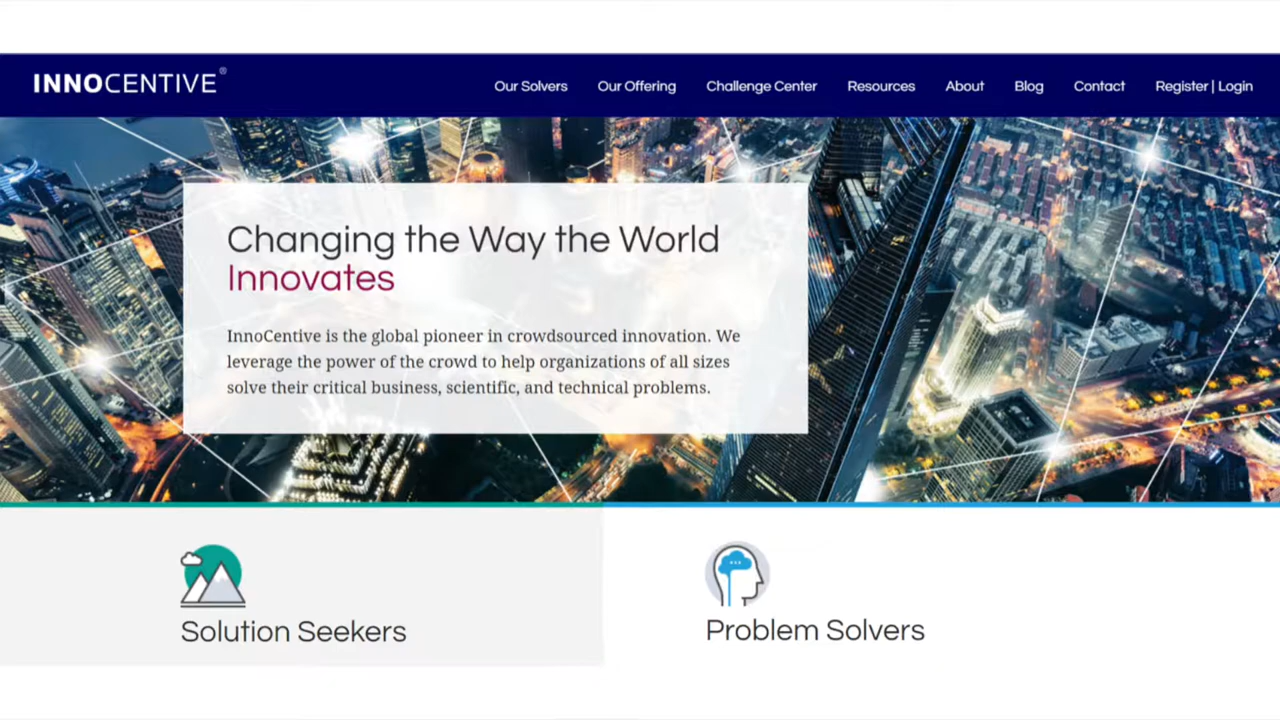 INNOCENTIVE®
Our Solvers Our Offering Challenge Center Resources About Blog Contact Register | Login
Changing the Way the World
Innovates
InnoCentive is the global pioneer in crowdsourced innovation. We
leverage the power of the crowd to help organizations of all sizes
solve their critical business, scientific, and technical problems.
Solution Seekers
Problem Solvers